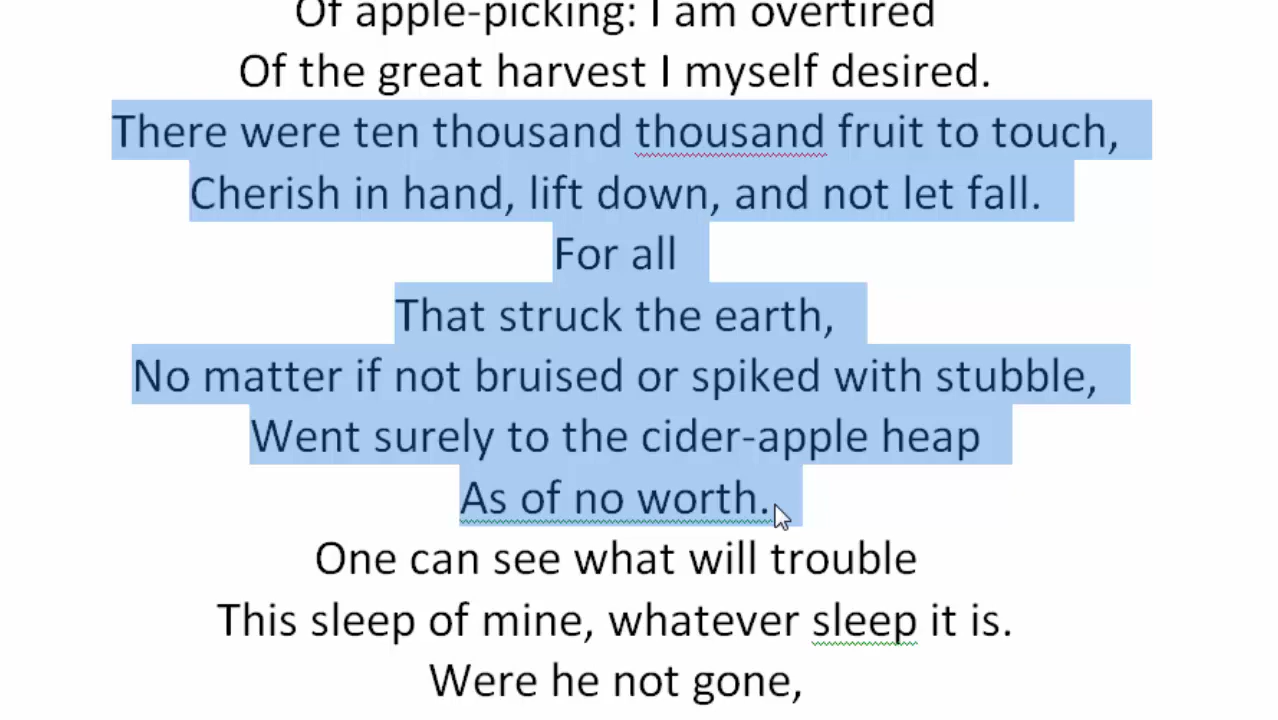 Of apple-picking: I am overtired
Of the great harvest I myself desired.
There were ten thousand thousand fruit to touch,
Cherish in hand, lift down, and not let fall.
For all
That struck the earth,
No matter if not bruised or spiked with stubble,
Went surely to the cider-apple heap
As of no worth.
One can see what will trouble
This sleep of mine, whatever sleep it is.
Were he not gone,